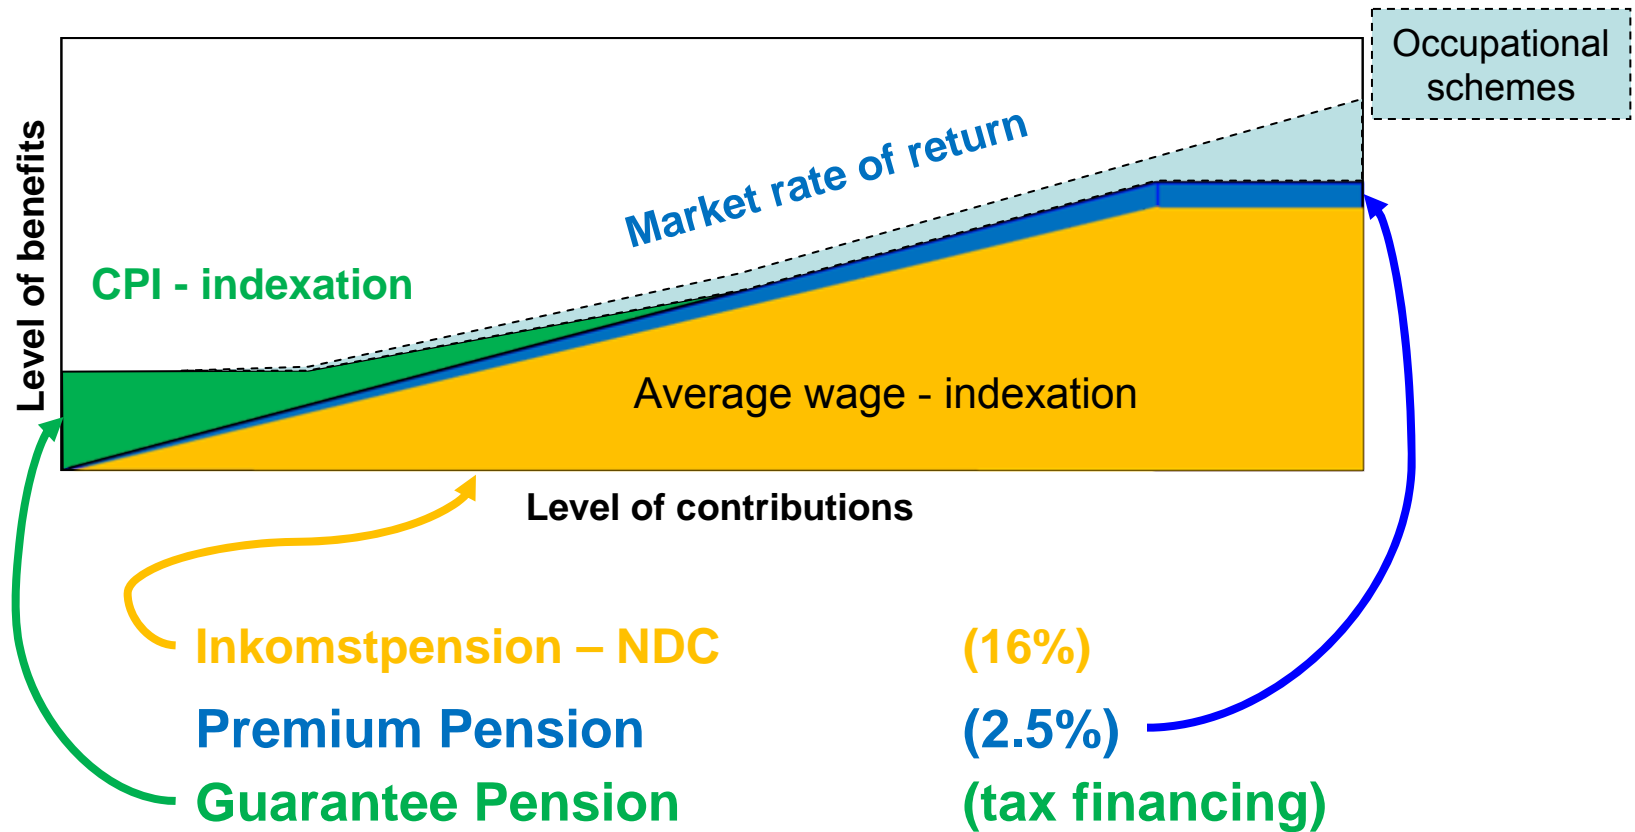 Occupational
schemes
Level of benefits
Market rate of return
CPI - indexation
Average wage - indexation
Level of contributions
Inkomstpension – NDC (16%)
Premium Pension (2.5%)
Guarantee Pension (tax financing)